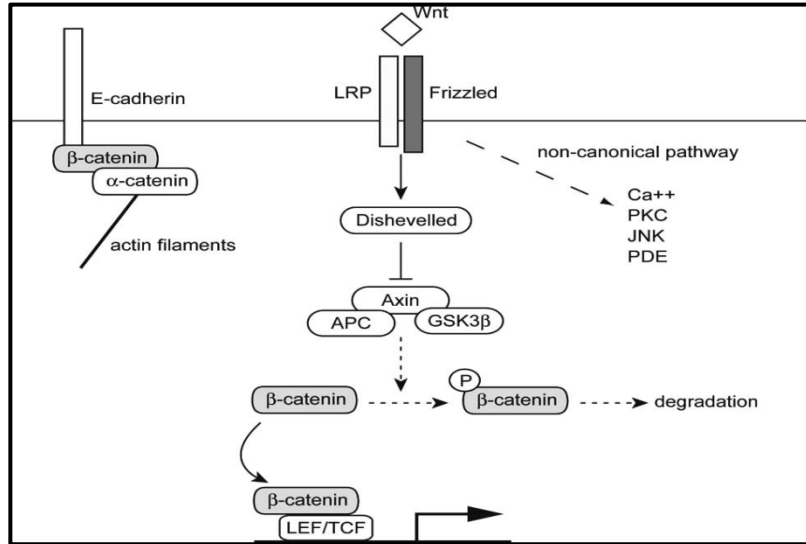 Wnt
E-cadherin
LRP
Frizzled
β-catenin
α-catenin
non-canonical pathway
Ca++
PKC
JNK
PDE
Dishevelled
actin filaments
Axin
APC
GSK3β
P
β-catenin
β-catenin
degradation
β-catenin
LEF/TCF